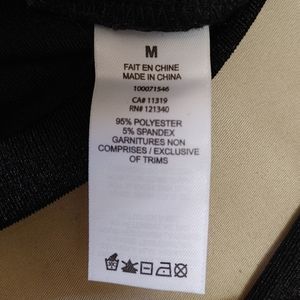 M
FAIT EN CHINE
MADE IN CHINA
100071546
CA# 11319
RN# 121340
95% POLYESTER
5% SPANDEX
GARNITURES NON
COMPRISES / EXCLUSIVE
OF TRIMS